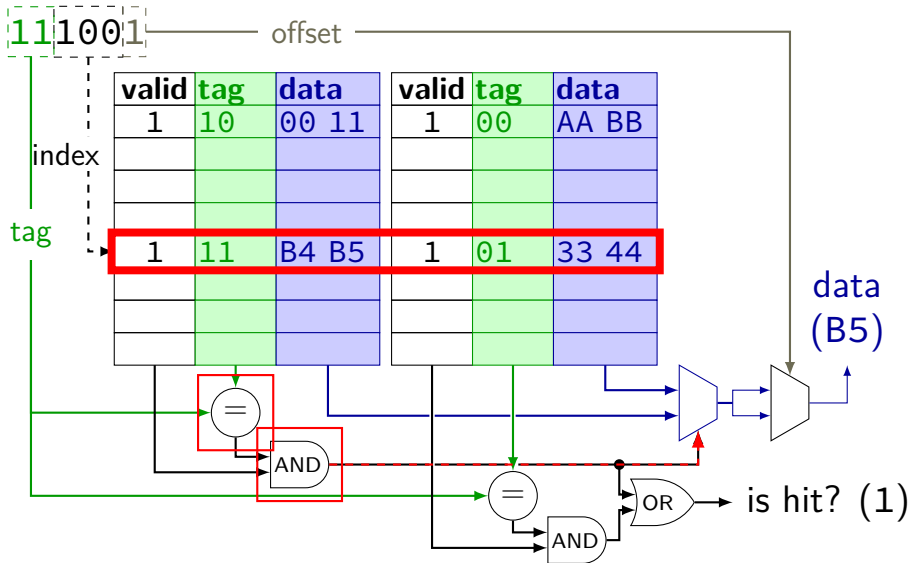 111001
offset
valid tag data valid tag data
1 10 00 11 1 00 AA BB
index
tag
1 11 B4 B5 1 01 33 44
data
(B5)
=
AND
=
OR
is hit? (1)
AND